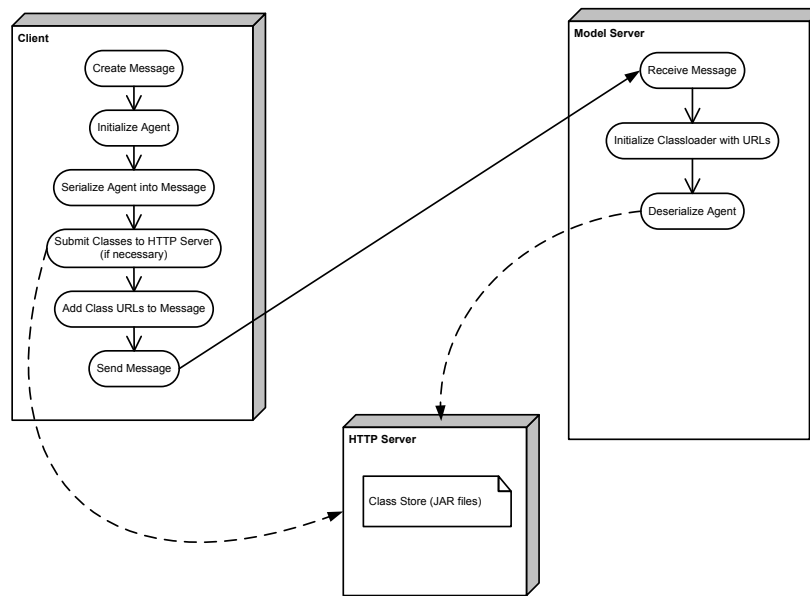 Client
Create Message
Initialize Agent
Serialize Agent into Message
Submit Classes to HTTP Server
(if necessary)
Add Class URLs to Message
Send Message
Model Server
Receive Message
Initialize Classloader with URLs
Deserialize Agent
HTTP Server
Class Store (JAR files)